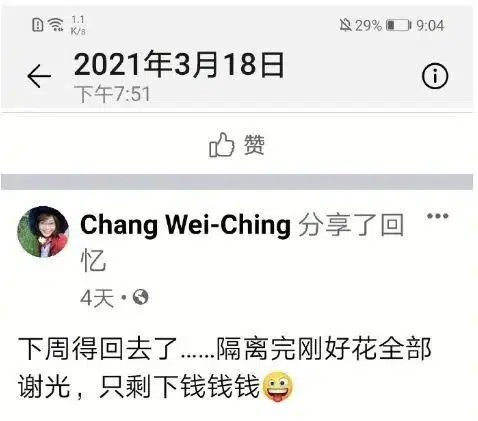 1.1
K/s
29%
9:04
2021年3月18日
下午7:51
赞
Chang Wei-Ching 分享了回
忆
4天
下周得回去了......隔离完刚好花全部
谢光，只剩下钱钱钱🤪